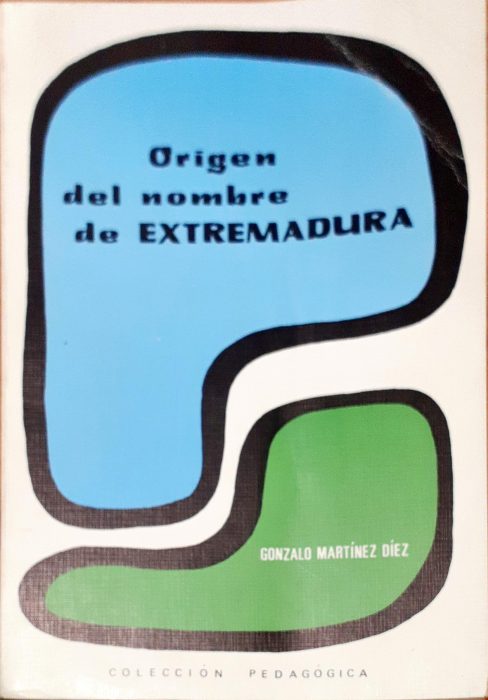 Origen
del nombre
de EXTREMADURA
GONZALO MARTÍNEZ DÍEZ
COLECCIÓN PEDAGÓGICA